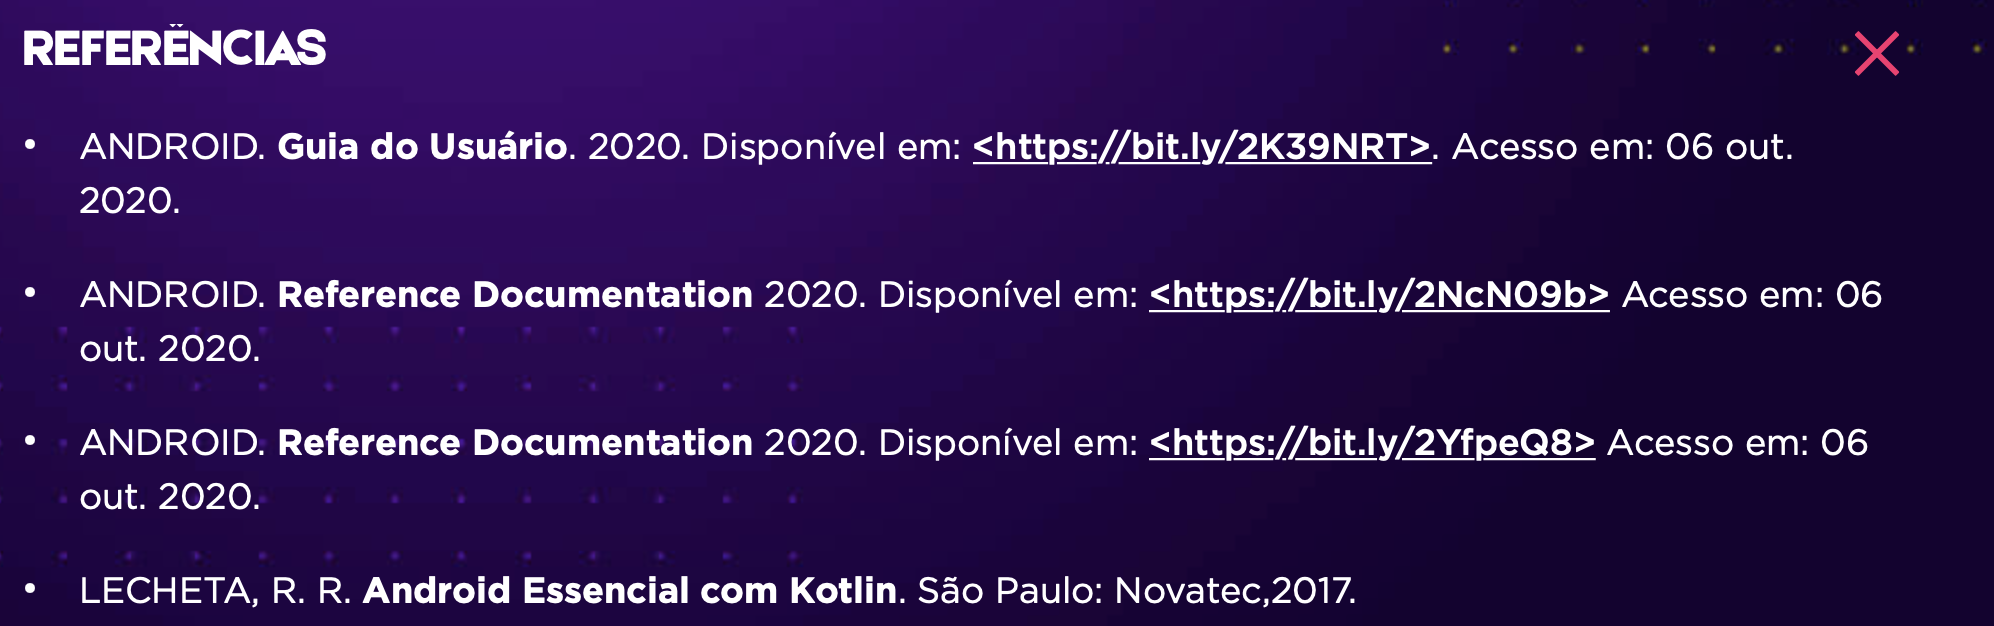 REFERÊNCIAS
• ANDROID. Guia do Usuário. 2020. Disponível em: <https://bit.ly/2K39NRT>. Acesso em: 06 out.
2020.
• ANDROID. Reference Documentation 2020. Disponível em: <https://bit.ly/2NcN09b> Acesso em: 06
out. 2020.
• ANDROID. Reference Documentation 2020. Disponível em: <https://bit.ly/2YfpeQ8> Acesso em: 06
out. 2020.
• LECHETA, R. R. Android Essencial com Kotlin. São Paulo: Novatec,2017.